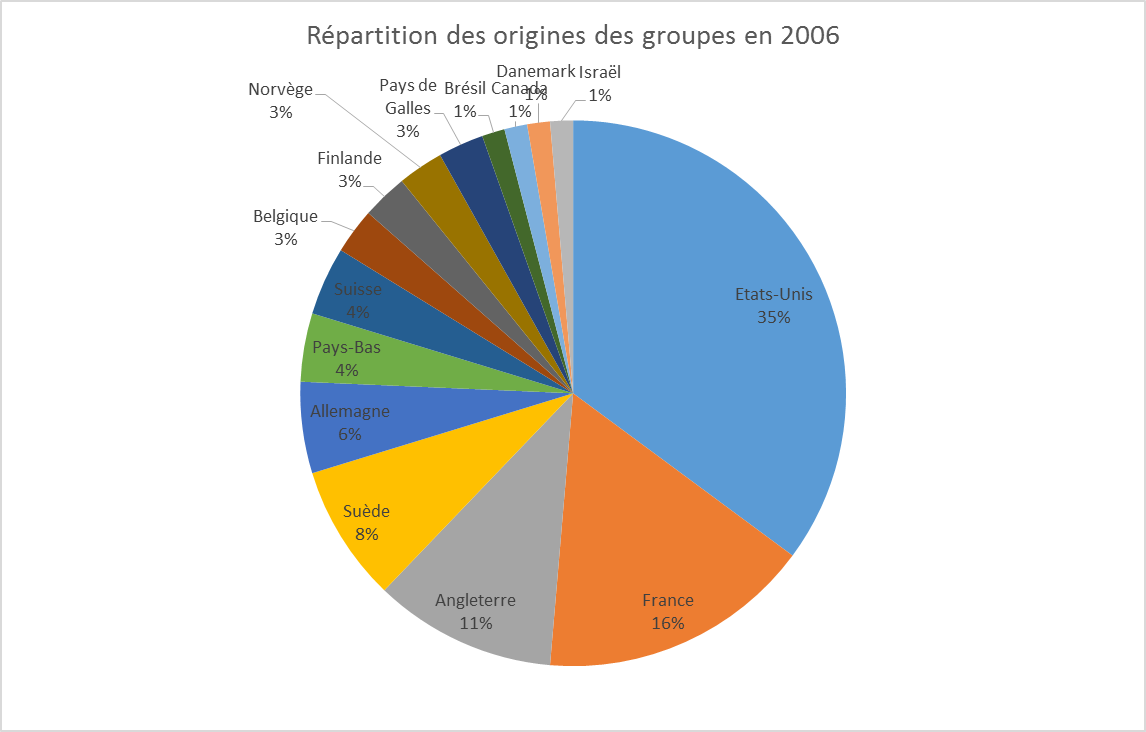 Répartition des origines des groupes en 2006
Etats-Unis
35%
France
16%
Angleterre
11%
Suède
8%
Allemagne
6%
Pays-Bas
4%
Suisse
4%
Belgique
3%
Finlande
3%
Norvège
3%
Pays de
Galles
3%
Brésil
1%
Canada
1%
Danemark
1%
Israël
1%